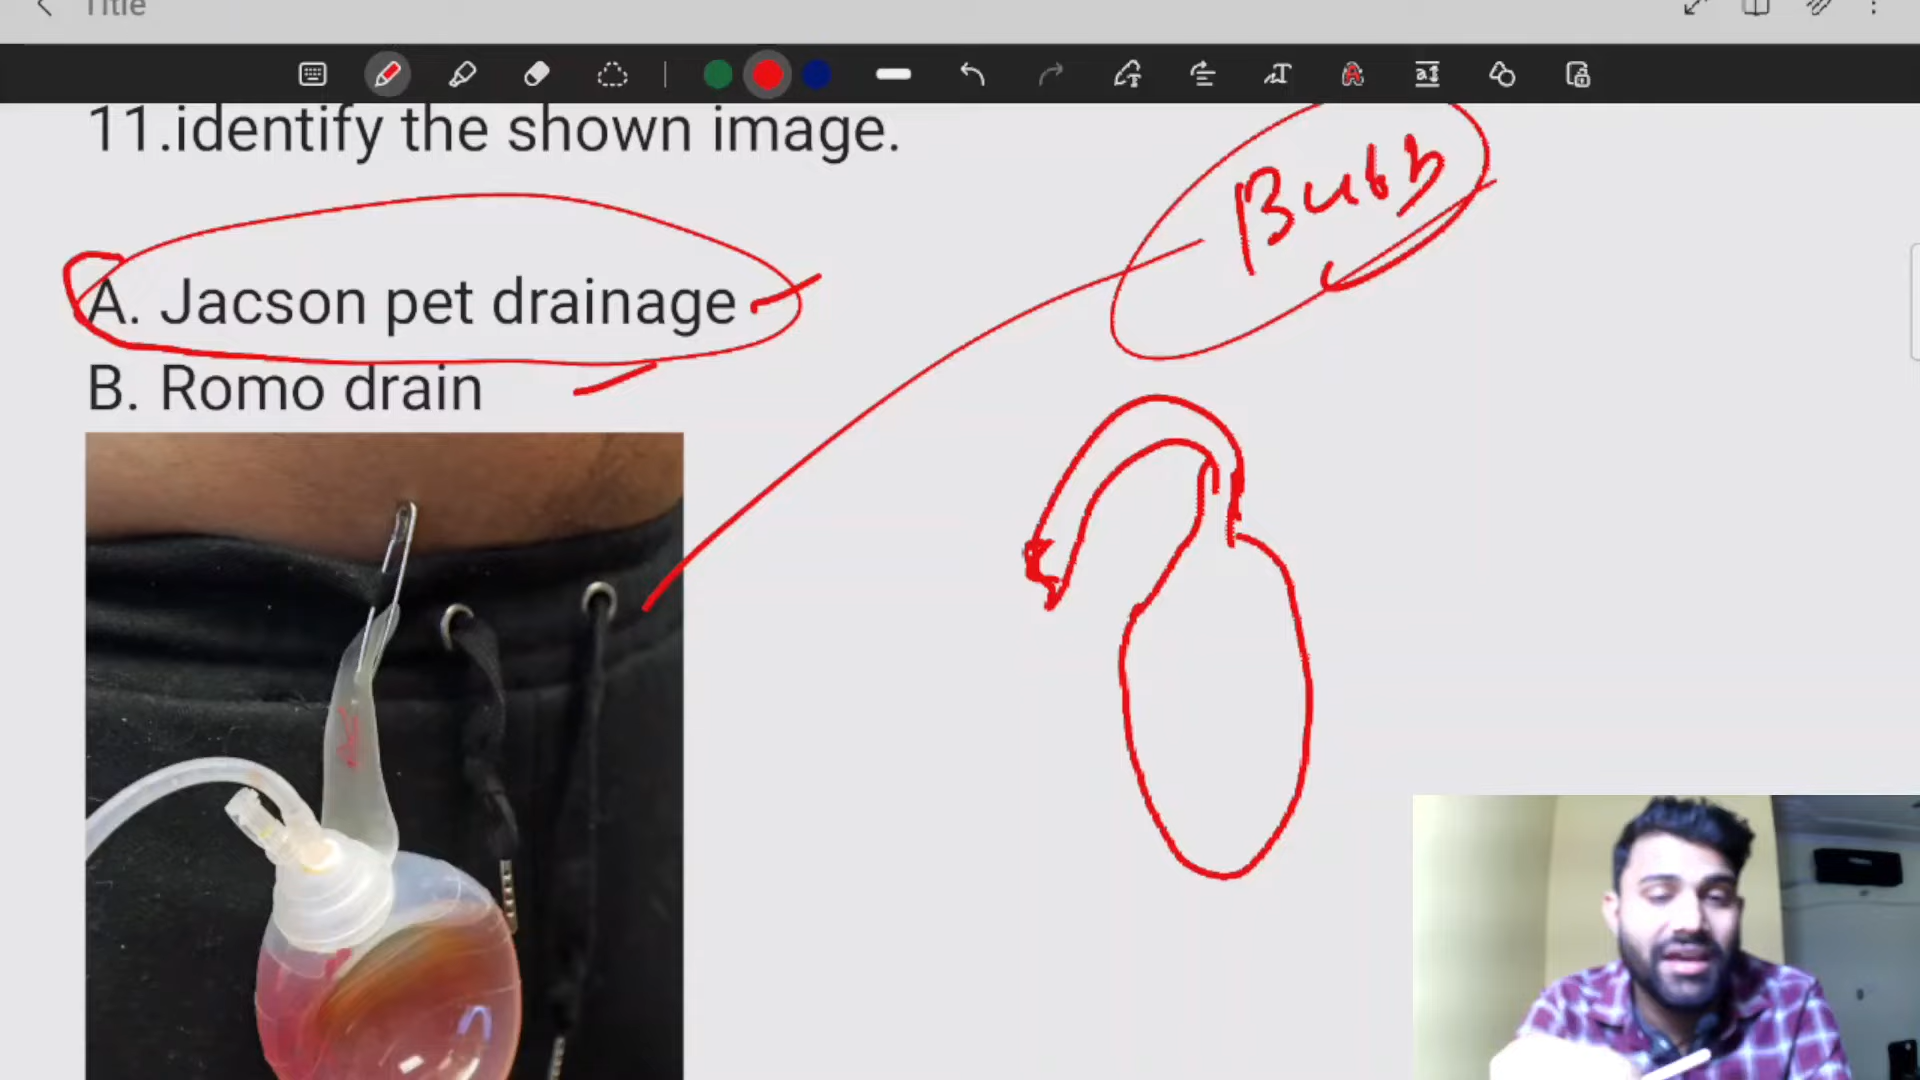 Title
11.identify the shown image.
Bulb
A. Jacson pet drainage
B. Romo drain